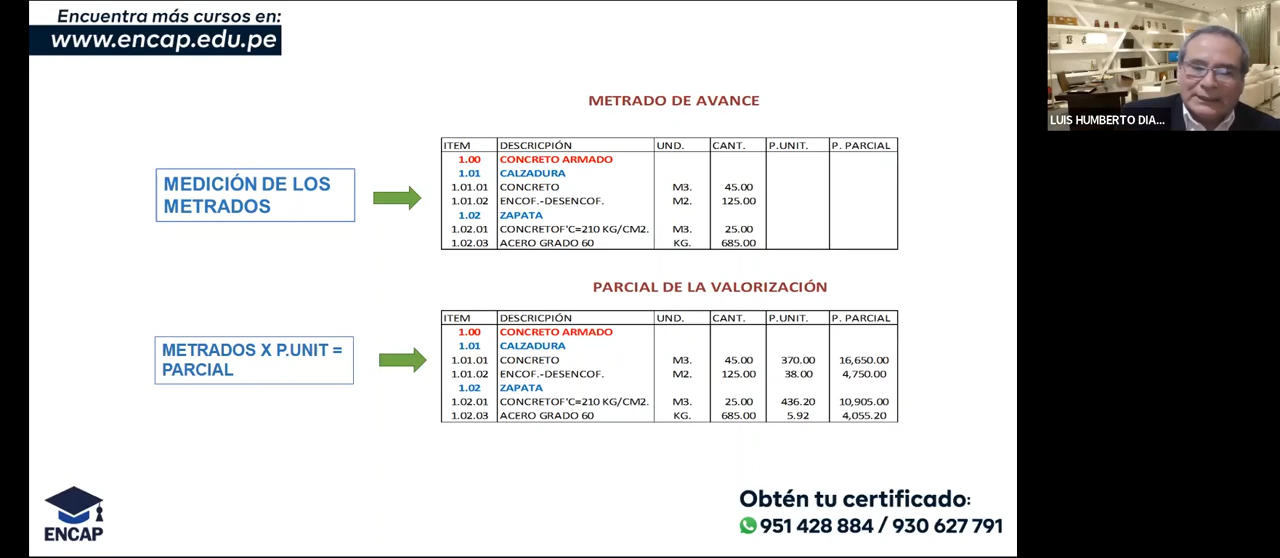 Encuentra más cursos en:
www.encap.edu.pe
LUIS HUMBERTO DIA...
METRADO DE AVANCE
MEDICIÓN DE LOS
METRADOS
ITEM DESCRICPIÓN UND. CANT. P.UNIT. P. PARCIAL
1.00 CONCRETO ARMADO
1.01 CALZADURA
1.01.01 CONCRETO M3. 45.00
1.01.02 ENCOF.-DESENCOF. M2. 125.00
1.02 ZAPATA
1.02.01 CONCRETOF'C=210 KG/CM2. M3. 25.00
1.02.03 ACERO GRADO 60 KG. 685.00
PARCIAL DE LA VALORIZACIÓN
METRADOS X P.UNIT =
PARCIAL
ITEM DESCRICPIÓN UND. CANT. P.UNIT. P. PARCIAL
1.00 CONCRETO ARMADO
1.01 CALZADURA
1.01.01 CONCRETO M3. 45.00 370.00 16,650.00
1.01.02 ENCOF.-DESENCOF. M2. 125.00 38.00 4,750.00
1.02 ZAPATA
1.02.01 CONCRETOF'C=210 KG/CM2. M3. 25.00 436.20 10,905.00
1.02.03 ACERO GRADO 60 KG. 685.00 5.92 4,055.20
ENCAP
Obtén tu certificado:
951 428 884 / 930 627 791